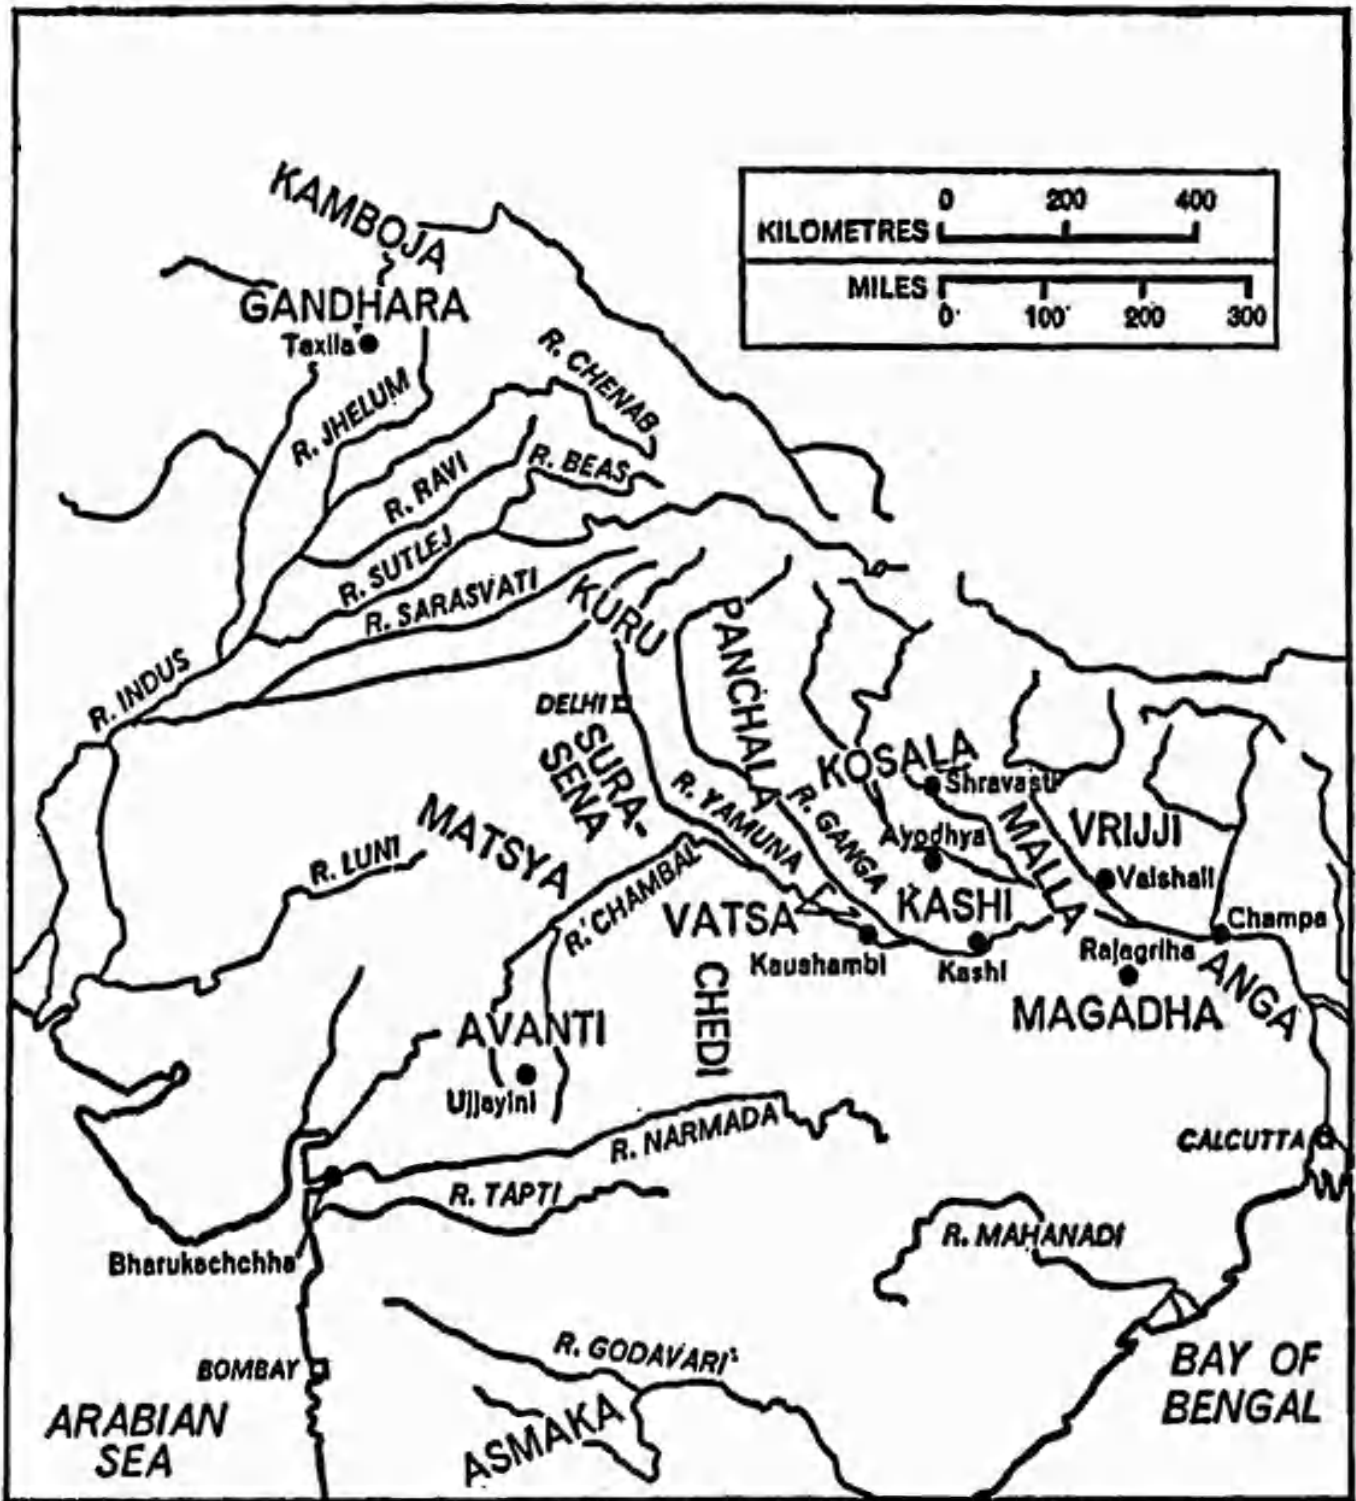 0 200 400
KILOMETRES
MILES
0 100 200 300
KAMBOJA
GANDHARA
Taxila
R. CHENAB
R. JHELUM
R. RAVI
R. BEAS
R. SUTLEJ
R. SARASVATI
KURU
PANCHALA
R. INDUS
DELHI
SURA-
SENA
KOSALA
Shravasti
R. YAMUNA
R. GANGA
MATSYA
Ayodhya
MALLA
VRIJJI
R. LUNI
Vaishali
R. CHAMBAL
VATSA
KASHI
Champa
Kaushambi
Kashi
Rajagriha
ANGA
CHEDI
MAGADHA
AVANTI
Ujjayini
R. NARMADA
CALCUTTA
R. TAPTI
R. MAHANADI
Bharukachchha
R. GODAVARI
BOMBAY
BAY OF
BENGAL
ARABIAN
SEA
ASMAKA